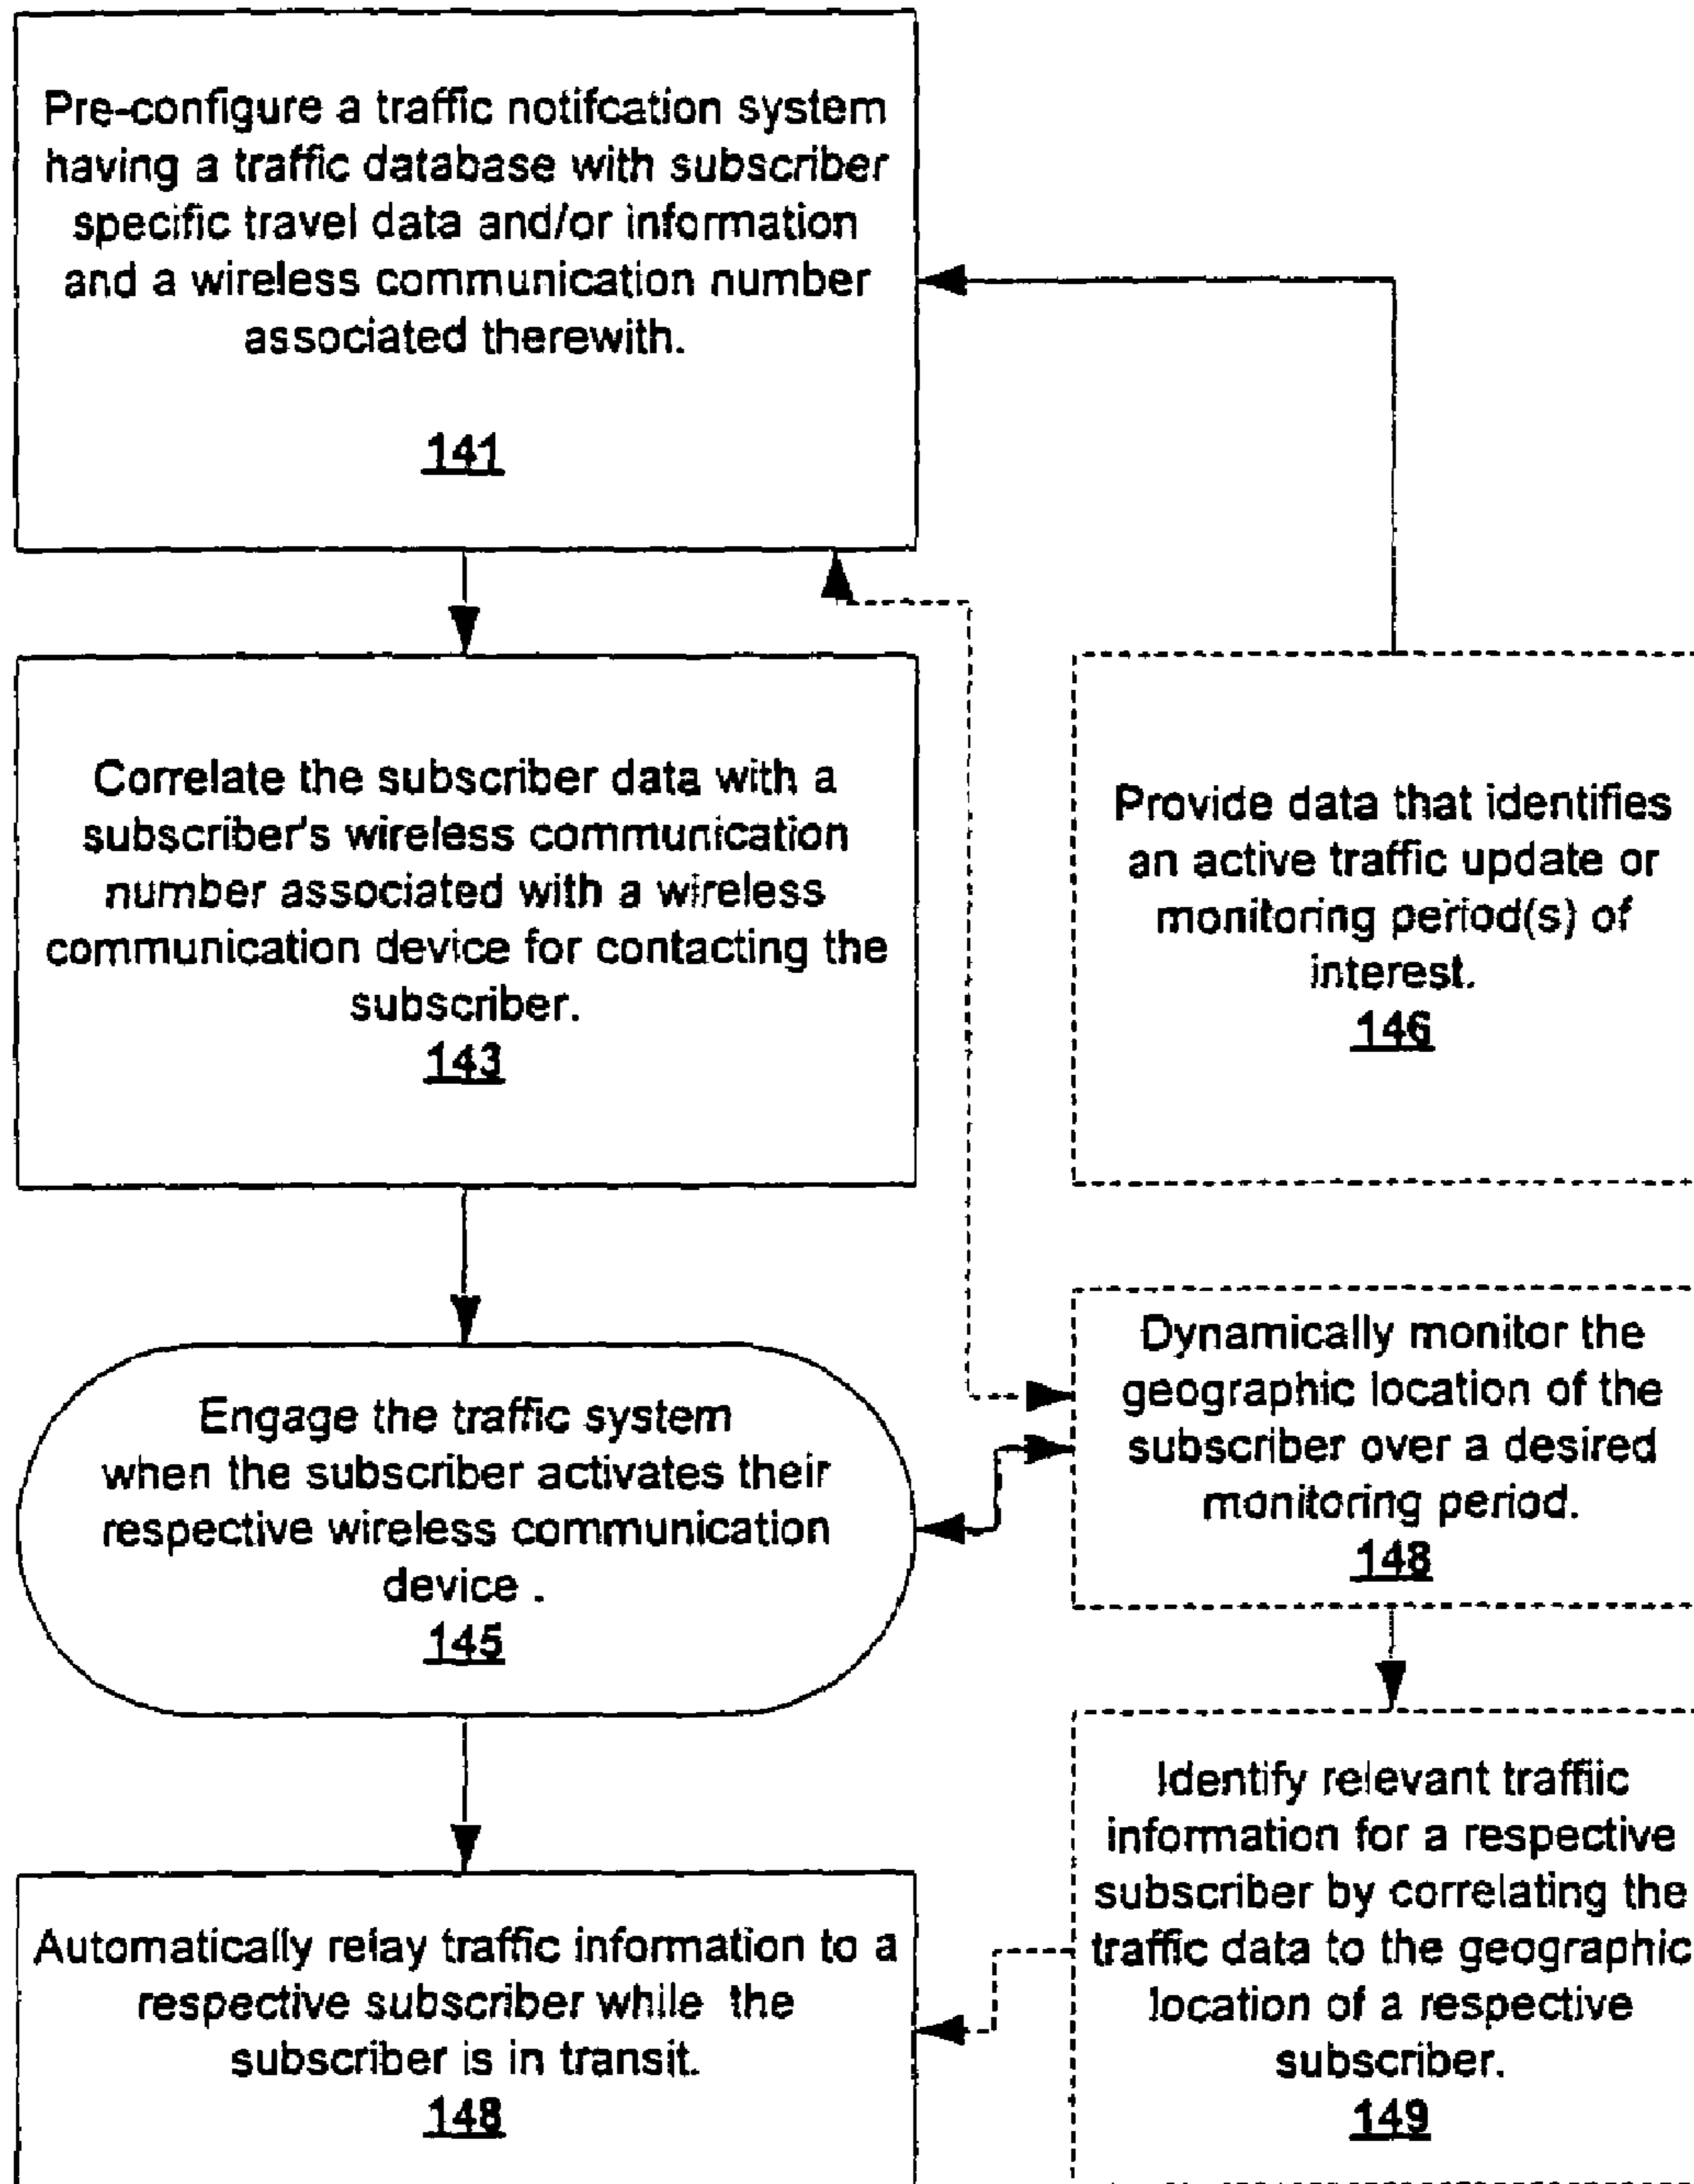 Pre-configure a traffic notifcation system
having a traffic database with subscriber
specific travel data and/or information
and a wireless communication number
associated therewith.
141
Correlate the subscriber data with a
subscriber's wireless communication
number associated with a wireless
communication device for contacting the
subscriber.
143
Provide data that identifies
an active traffic update or
monitoring period(s) of
interest.
146
Engage the traffic system
when the subscriber activates their
respective wireless communication
device .
145
Dynamically monitor the
geographic location of the
subscriber over a desired
monitoring period.
148
Automatically relay traffic information to a
respective subscriber while the
subscriber is in transit.
148
Identify relevant traffiic
information for a respective
subscriber by correlating the
traffic data to the geographic
location of a respective
subscriber.
149